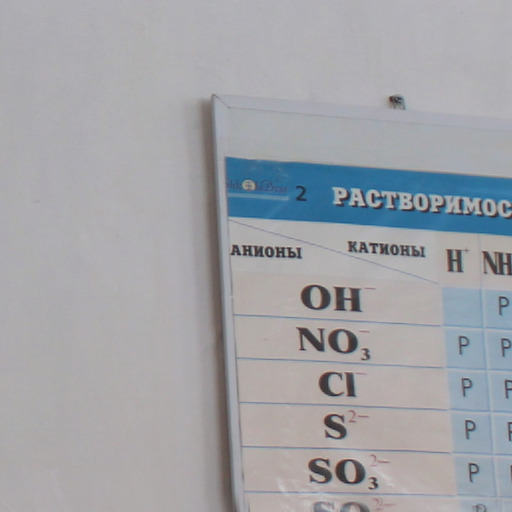 2 РАСТВОРИМОС
АНИОНЫ КАТИОНЫ H⁺ NH
OH⁻ Р
NO₃⁻ Р Р
Cl⁻ Р Р
S²⁻ Р
SO₃²⁻ Р